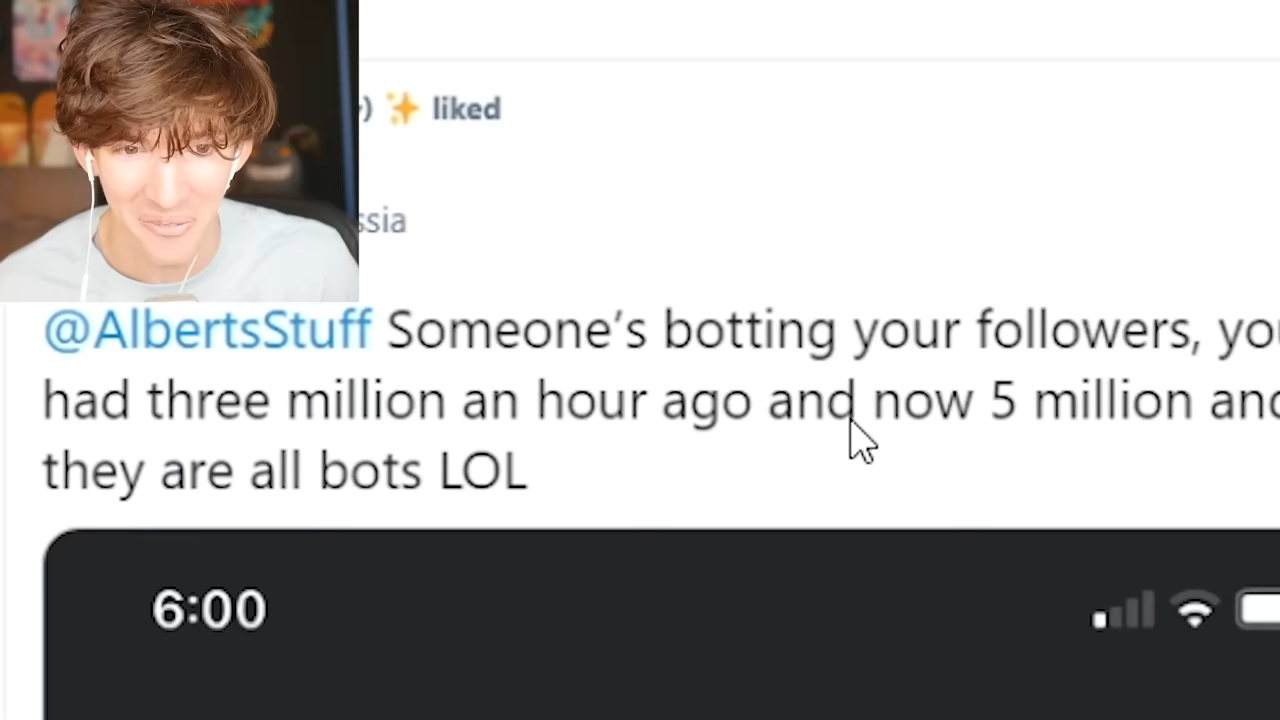 ) ✨ liked
ssia
@AlbertsStuff Someone's botting your followers, yo
had three million an hour ago and now 5 million and
they are all bots LOL
6:00